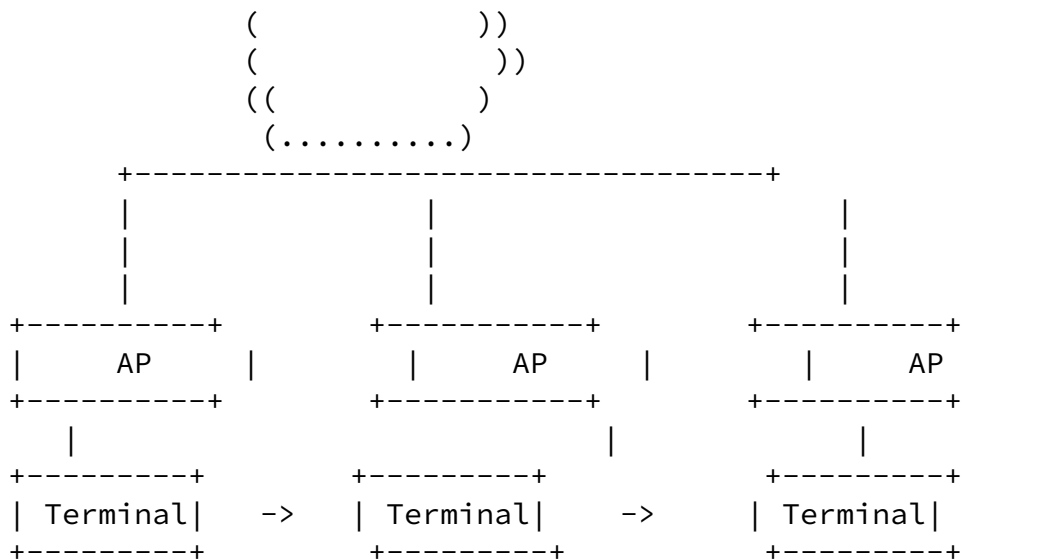 (            ))
(             ))
((           )
(..........)
+-----------------------------------+
|                |                      |
|                |                      |
|                |                      |
+----------+ +-----------+ +----------+
| AP | | AP | | AP
+----------+ +-----------+ +----------+
| | |
+---------+ +---------+ +---------+
| Terminal| -> | Terminal| -> | Terminal|
+---------+ +---------+ +---------+